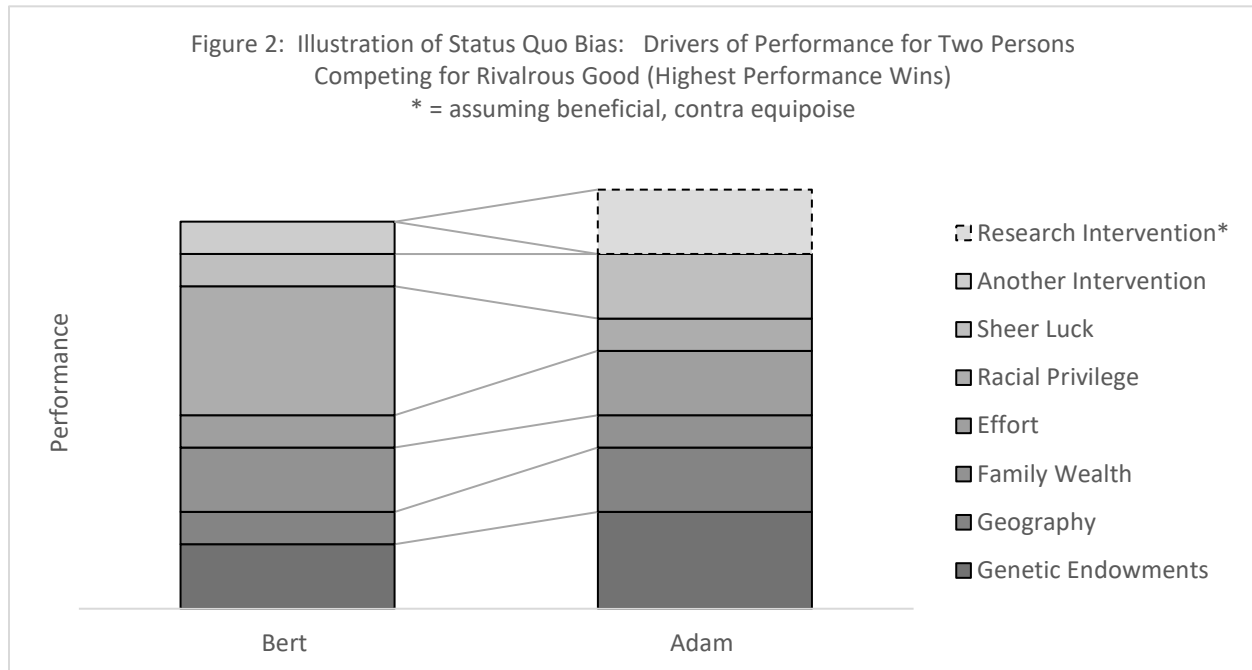 Figure 2:  Illustration of Status Quo Bias:   Drivers of Performance for Two Persons
Competing for Rivalrous Good (Highest Performance Wins)
* = assuming beneficial, contra equipoise
Performance
Research Intervention*
Another Intervention
Sheer Luck
Racial Privilege
Effort
Family Wealth
Geography
Genetic Endowments
Bert
Adam